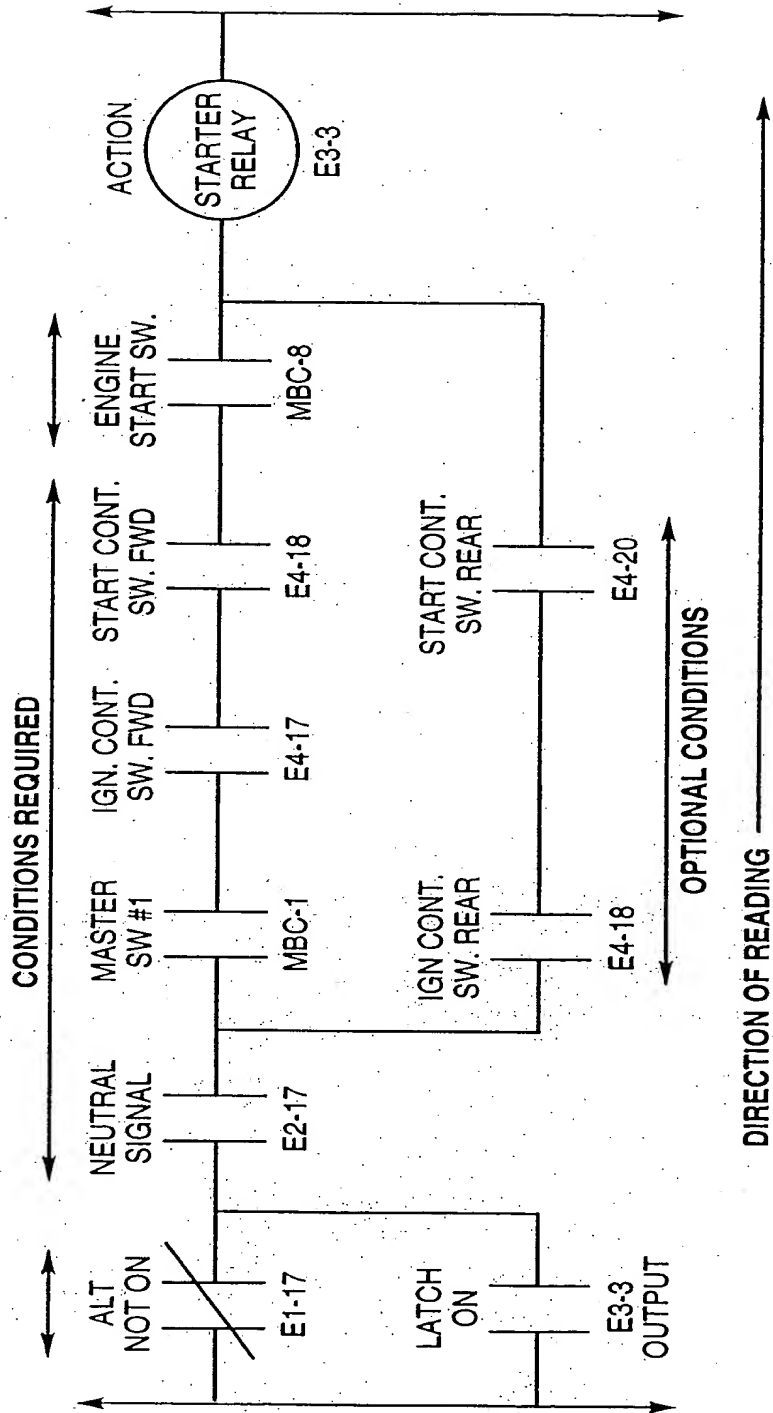 CONDITIONS REQUIRED
ALT
NOT ON
E1-17
NEUTRAL
SIGNAL
E2-17
MASTER
SW #1
MBC-1
IGN. CONT.
SW. FWD
E4-17
START CONT.
SW. FWD
E4-18
ENGINE
START SW.
MBC-8
ACTION
STARTER
RELAY
E3-3
LATCH
ON
E3-3
OUTPUT
IGN CONT.
SW. REAR
E4-18
START CONT.
SW. REAR
E4-20
OPTIONAL CONDITIONS
DIRECTION OF READING